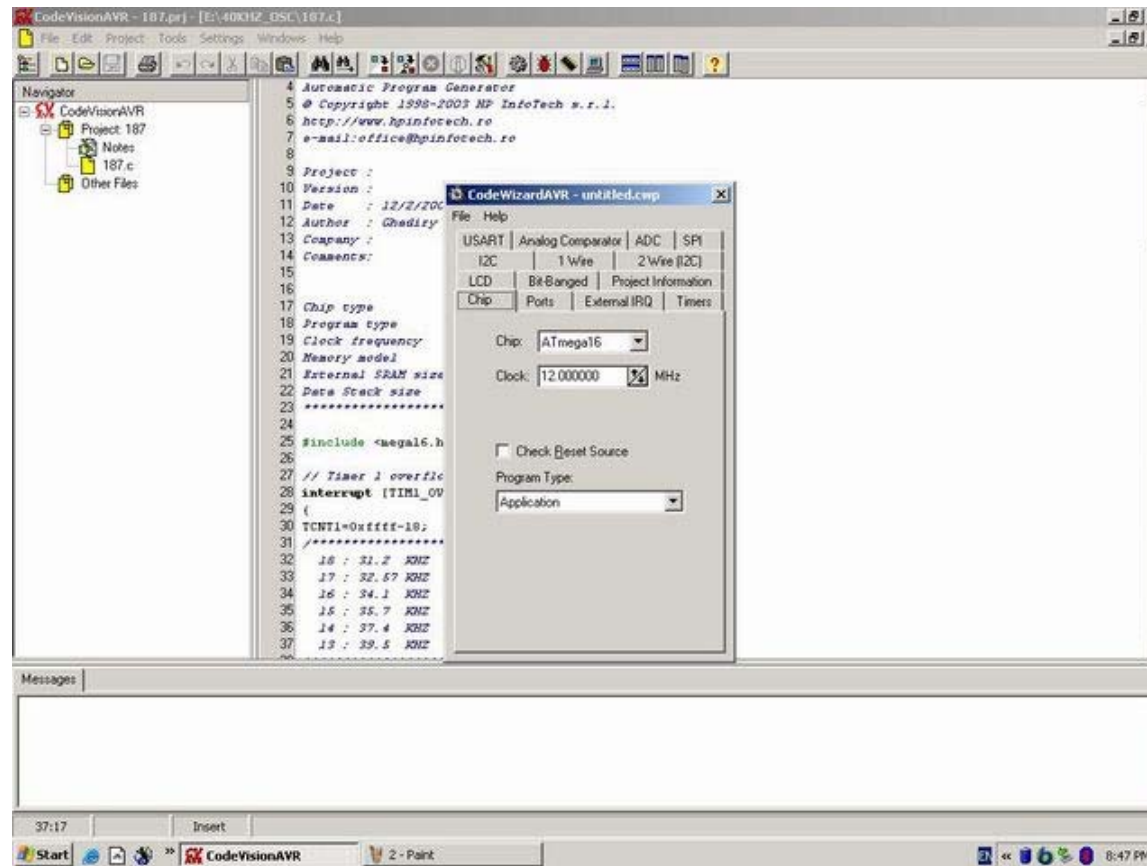 CodeVisionAVR - 187.prj - [E:\40KHZ_OSC\187.c]
File Edit Project Tools Settings Windows Help
Navigator
CodeVisionAVR
Project: 187
Notes
187.c
Other Files
4 Automatic Program Generator
5 © Copyright 1998-2003 HP InfoTech s.r.l.
6 http://www.hpinfotech.ro
7 e-mail:office@hpinfotech.ro
8
9 Project :
10 Version :
11 Date : 12/2/200
12 Author : Ghadiry
13 Company :
14 Comments:
15
16
17 Chip type
18 Program type
19 Clock frequency
20 Memory model
21 External SRAM size
22 Data Stack size
23 ******************
24
25 #include <mega16.h
26
27 // Timer 1 overflo
28 interrupt [TIM1_OV
29 {
30 TCNT1=0xffff-18;
31 /*****************
32 18 : 31.2 KHZ
33 17 : 32.57 KHZ
34 16 : 34.1 KHZ
35 15 : 35.7 KHZ
36 14 : 37.4 KHZ
37 13 : 39.5 KHZ
CodeWizardAVR - untitled.cwp
File Help
USART Analog Comparator ADC SPI
I2C 1 Wire 2 Wire (I2C)
LCD Bit-Banged Project Information
Chip Ports External IRQ Timers
Chip: ATmega16
Clock: 12.000000 MHz
Check Reset Source
Program Type:
Application
Messages
37:17 Insert
Start » CodeVisionAVR 2 - Paint EN « 8:47 PM